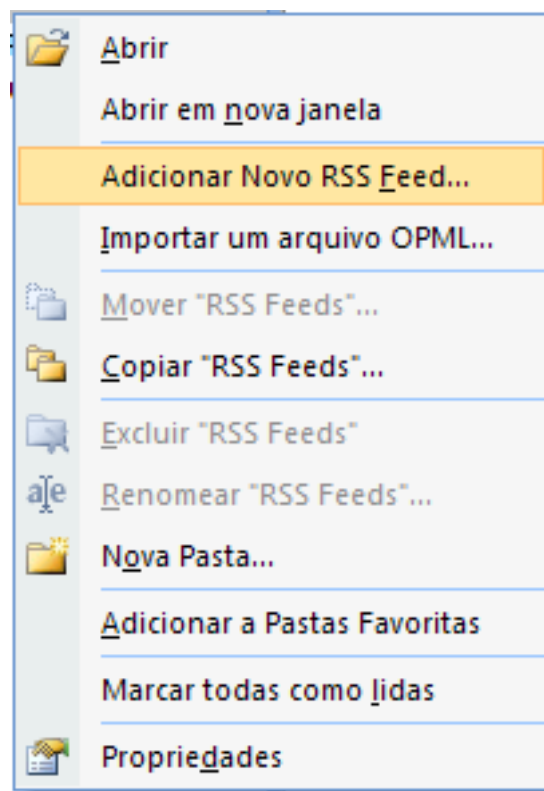 Abrir
Abrir em nova janela
Adicionar Novo RSS Feed...
Importar um arquivo OPML...
Mover "RSS Feeds"...
Copiar "RSS Feeds"...
Excluir "RSS Feeds"
Renomear "RSS Feeds"...
Nova Pasta...
Adicionar a Pastas Favoritas
Marcar todas como lidas
Propriedades